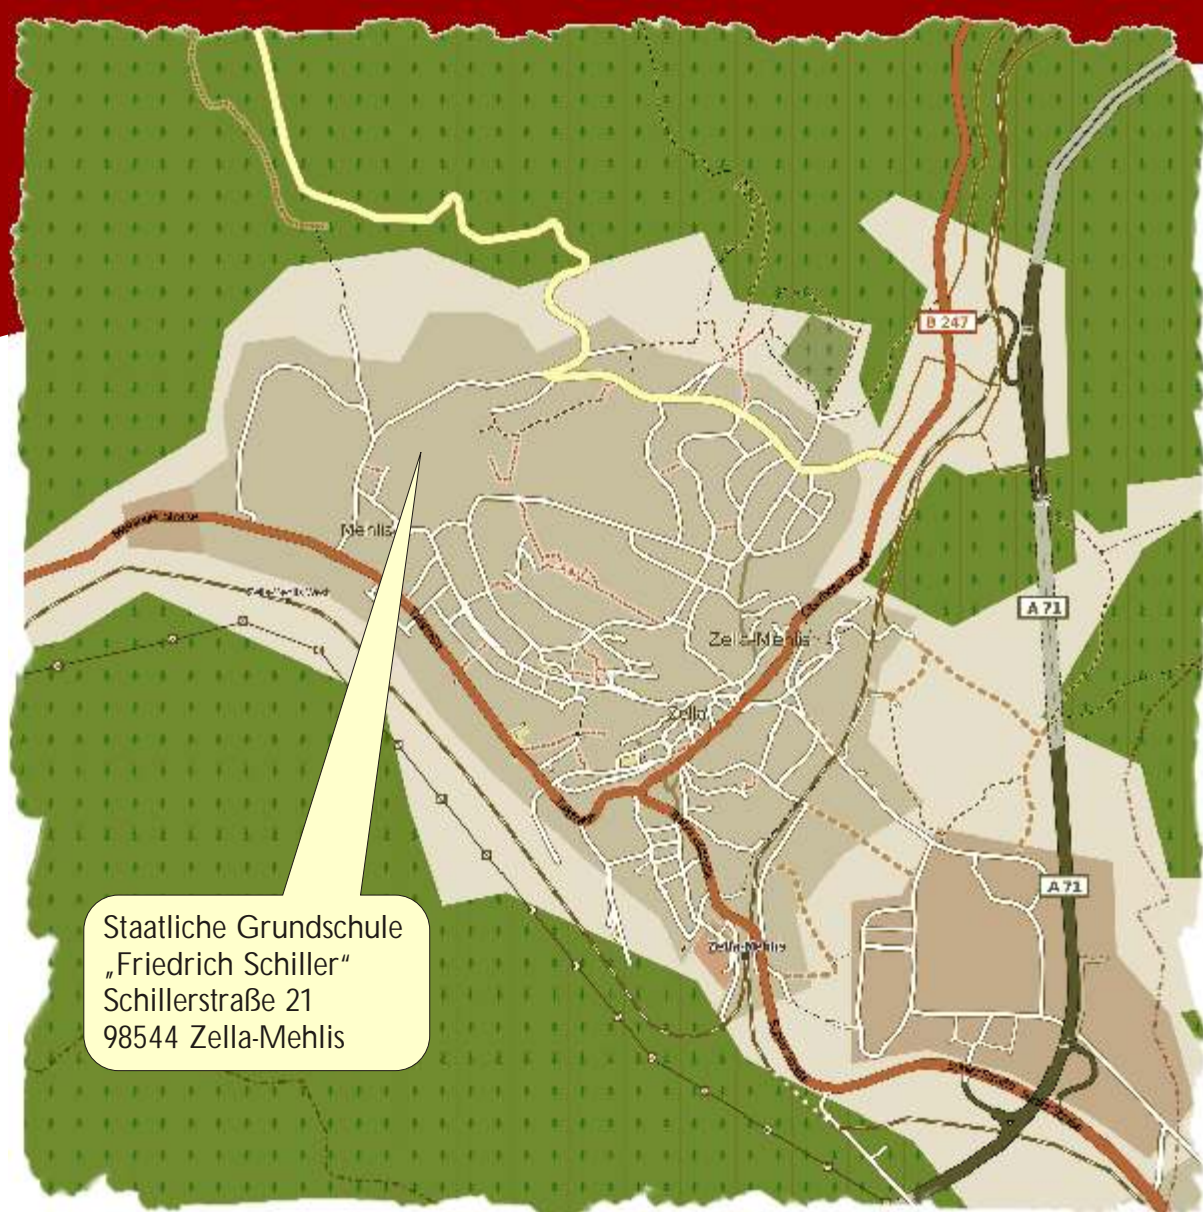 B 247
Mehlis
A 71
Zella-Mehlis
Zella
A 71
Zella-Mehlis
Staatliche Grundschule
„Friedrich Schiller“
Schillerstraße 21
98544 Zella-Mehlis